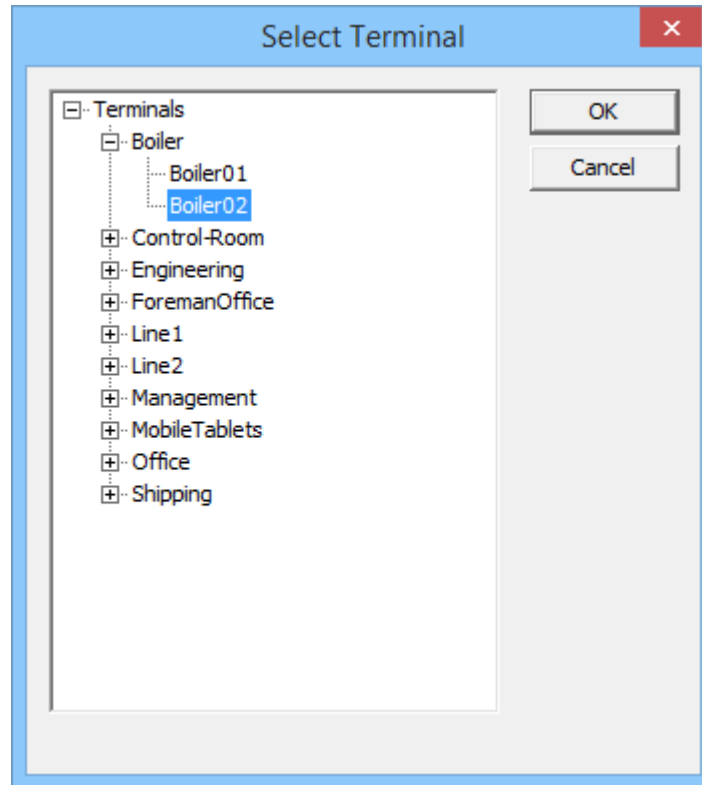 Select Terminal
Terminals
OK
Boiler
Boiler01
Cancel
Boiler02
Control-Room
Engineering
ForemanOffice
Line1
Line2
Management
MobileTablets
Office
Shipping